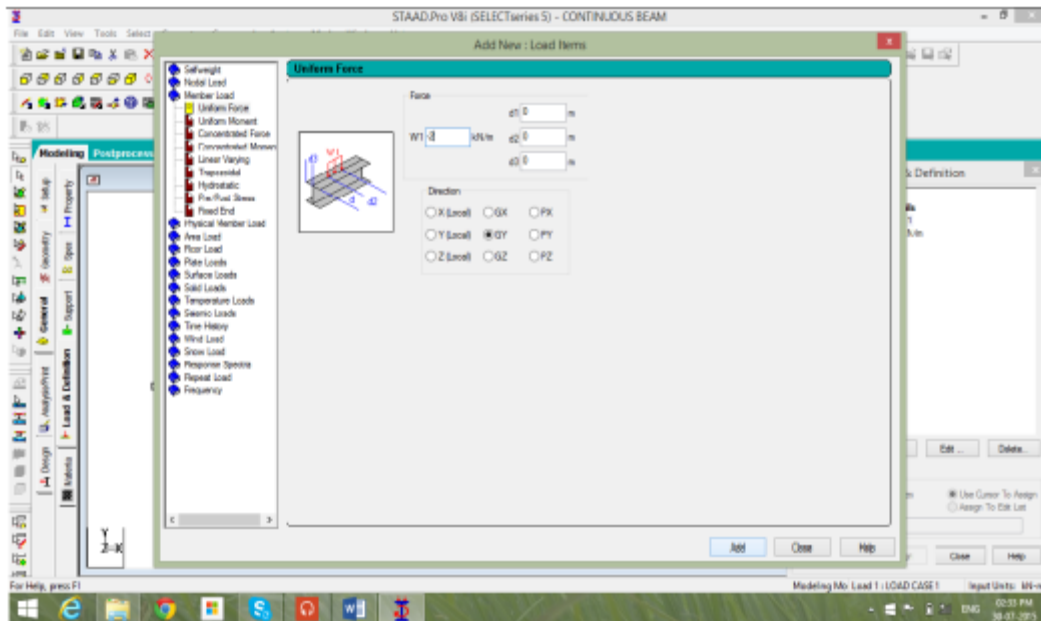 STAAD.Pro V8i (SELECTseries 5) - CONTINUOUS BEAM
File Edit View Tools Select
Add New : Load Items
Selfweight
Nodal Load
Member Load
Uniform Force
Uniform Moment
Concentrated Force
Concentrated Momen
Linear Varying
Trapezoidal
Hydrostatic
Pre/Post Stress
Fixed End
Physical Member Load
Area Load
Floor Load
Plate Loads
Surface Loads
Solid Loads
Temperature Loads
Seismic Loads
Time History
Wind Load
Snow Load
Response Spectra
Repeat Load
Frequency
Uniform Force
Force
W1
kN/m
d1 0 m
d2 0 m
d3 0 m
Direction
X (Local) GX PX
Y (Local) GY PY
Z (Local) GZ PZ
Add Close Help
Modeling Postprocess
Setup
Geometry
General
Analysis/Print
Design
Property
Spec
Support
Load & Definition
Material
& Definition
Edit ... Delete...
Use Cursor To Assign
Assign To Edit List
Close Help
Y
Z X
For Help, press F1
Modeling Mo Load 1 : LOAD CASE 1 Input Units: kN-m
ENG
02:33 PM
30-07-2015